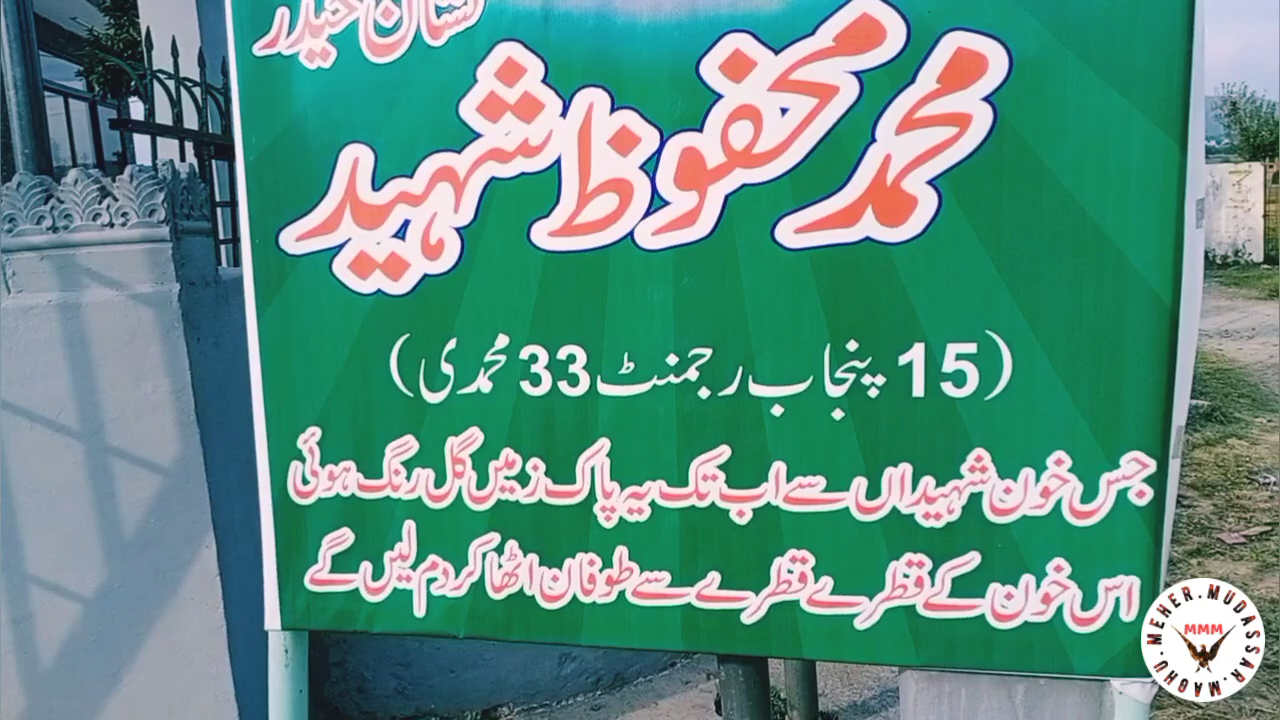 نشان حیدر
محمد محفوظ شہید
(15 پنجاب رجمنٹ 33 محمدی)
جس خون شہیداں سے اب تک یہ پاک زمیں گل رنگ ہوئی
اس خون کے قطرے قطرے سے طوفان اٹھا کر دم لیں گے
MEHER.MUDASSAR.MAGHU.
MMM